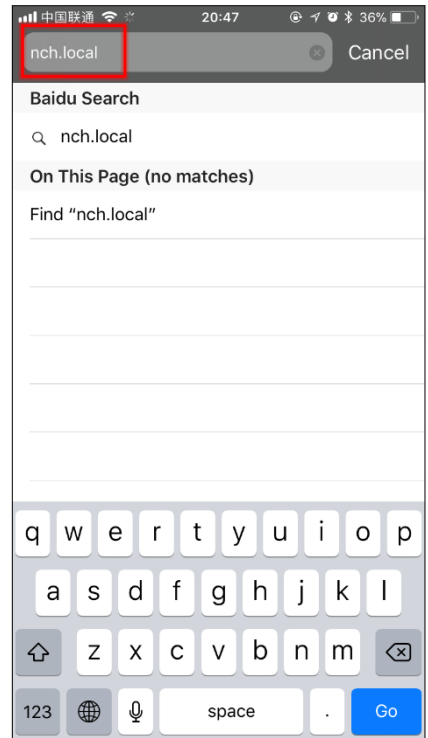 中国联通 20:47 36%
nch.local Cancel
Baidu Search
nch.local
On This Page (no matches)
Find “nch.local”
q w e r t y u i o p
a s d f g h j k l
z x c v b n m
123 space . Go